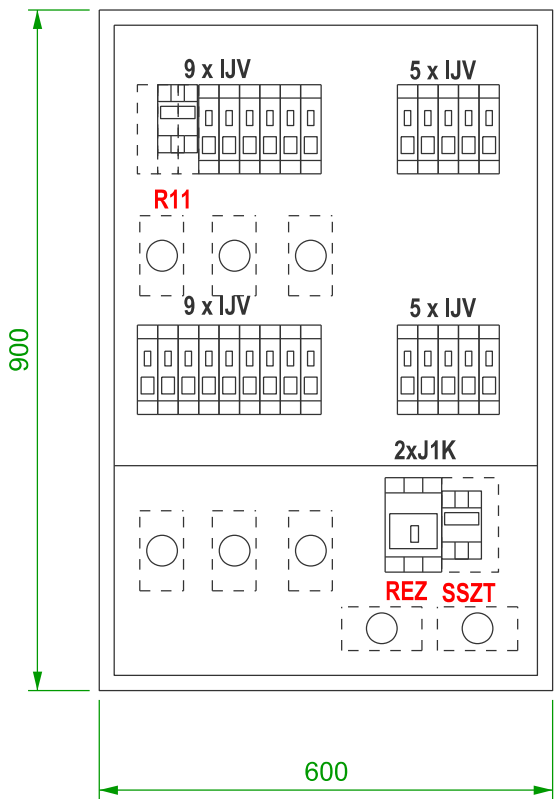 9 x IJV
5 x IJV
R11
9 x IJV
5 x IJV
2xJ1K
REZ
SSZT
900
600